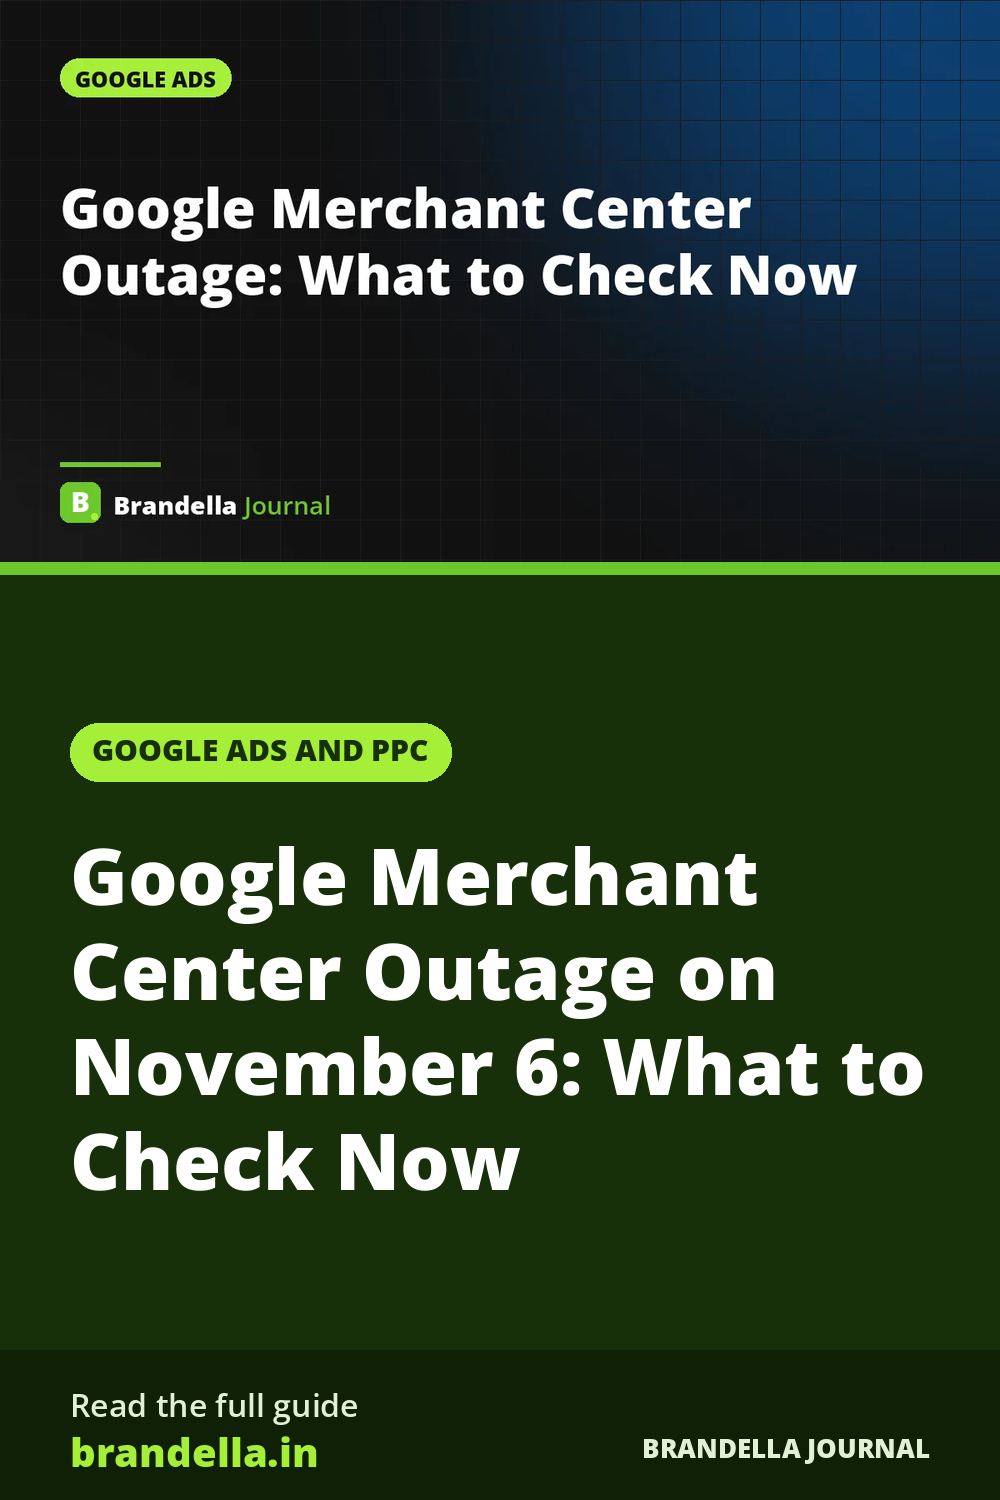 GOOGLE ADS
Google Merchant Center
Outage: What to Check Now
B
Brandella Journal
GOOGLE ADS AND PPC
Google Merchant
Center Outage on
November 6: What to
Check Now
Read the full guide
brandella.in
BRANDELLA JOURNAL